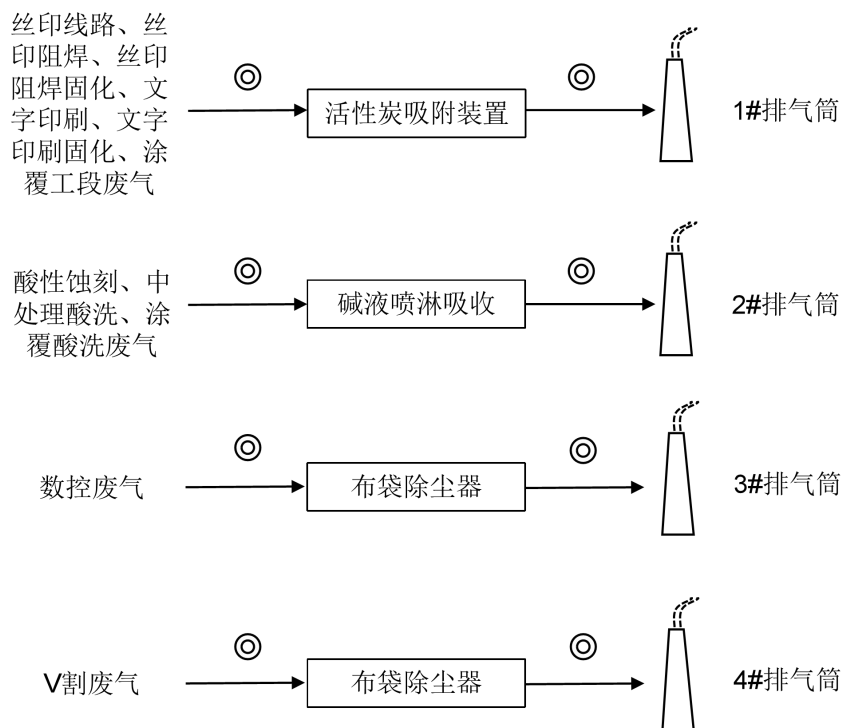 丝印线路、丝
印阻焊、丝印
阻焊固化、文
字印刷、文字
印刷固化、涂
覆工段废气
活性炭吸附装置
1#排气筒
酸性蚀刻、中
处理酸洗、涂
覆酸洗废气
碱液喷淋吸收
2#排气筒
数控废气
布袋除尘器
3#排气筒
V割废气
布袋除尘器
4#排气筒